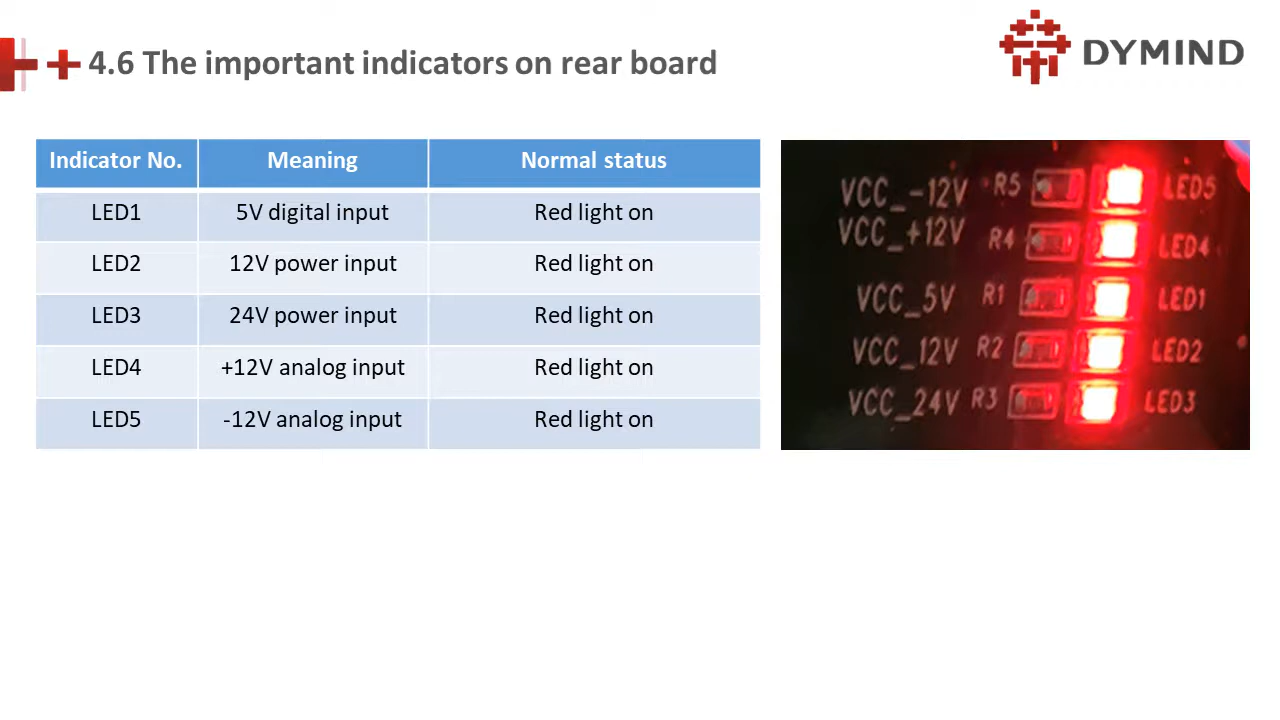 4.6 The important indicators on rear board
DYMIND
Indicator No. Meaning Normal status
LED1 5V digital input Red light on
LED2 12V power input Red light on
LED3 24V power input Red light on
LED4 +12V analog input Red light on
LED5 -12V analog input Red light on
VCC_-12V R5 LED5
VCC_+12V R4 LED4
VCC_5V R1 LED1
VCC_12V R2 LED2
VCC_24V R3 LED3